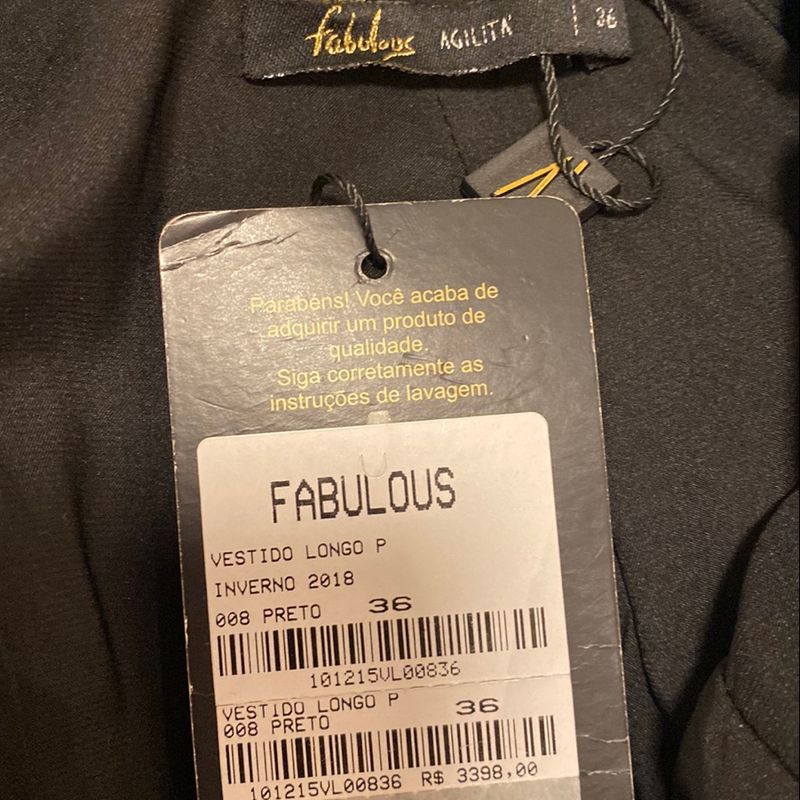 fabulous AGILITÀ 36
Parabéns! Você acaba de
adquirir um produto de
qualidade.
Siga corretamente as
instruções de lavagem.
FABULOUS
VESTIDO LONGO P
INVERNO 2018
008 PRETO 36
101215VL00836
VESTIDO LONGO P 36
008 PRETO
101215VL00836 R$ 3398,00